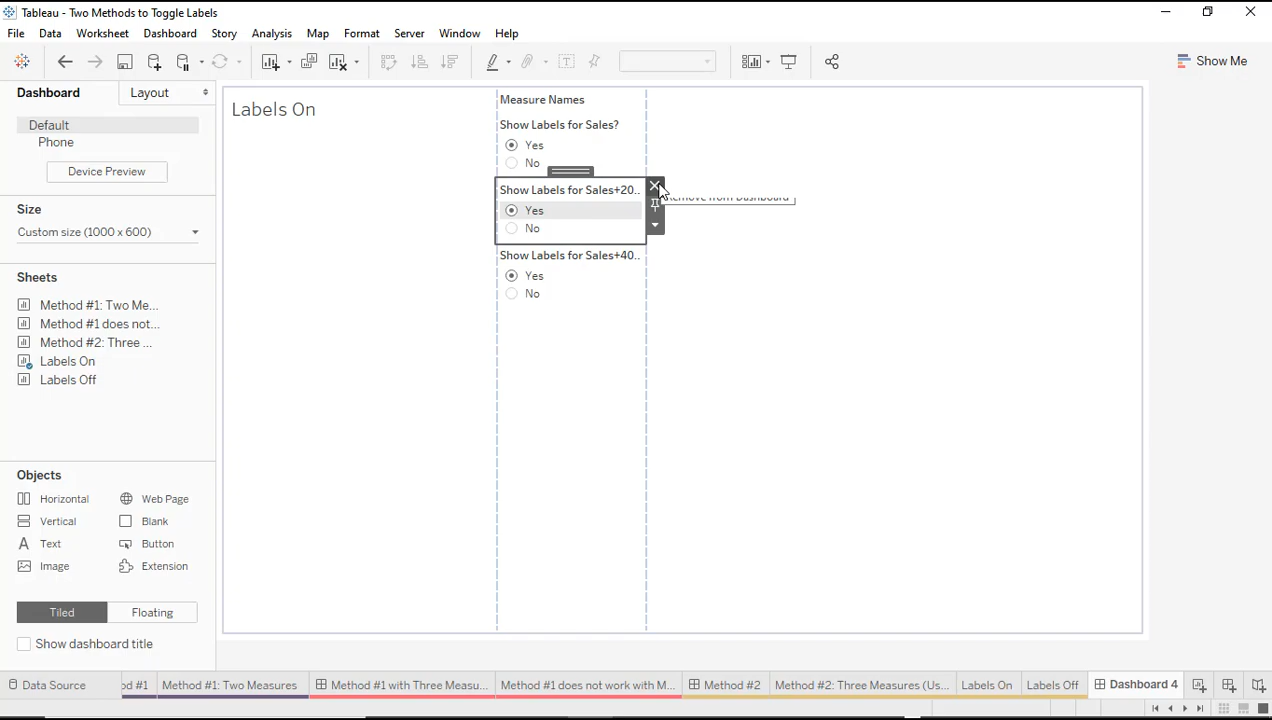 Tableau - Two Methods to Toggle Labels
File Data Worksheet Dashboard Story Analysis Map Format Server Window Help
Show Me
Dashboard Layout
Default
Phone
Device Preview
Size
Custom size (1000 x 600)
Sheets
Method #1: Two Me...
Method #1 does not...
Method #2: Three ...
Labels On
Labels Off
Objects
Horizontal Web Page
Vertical Blank
Text Button
Image Extension
Tiled Floating
Show dashboard title
Labels On
Measure Names
Show Labels for Sales?
Yes
No
Show Labels for Sales+20..
Yes
No
Remove from Dashboard
Show Labels for Sales+40..
Yes
No
Data Source od #1 Method #1: Two Measures Method #1 with Three Measu... Method #1 does not work with M... Method #2 Method #2: Three Measures (Us... Labels On Labels Off Dashboard 4